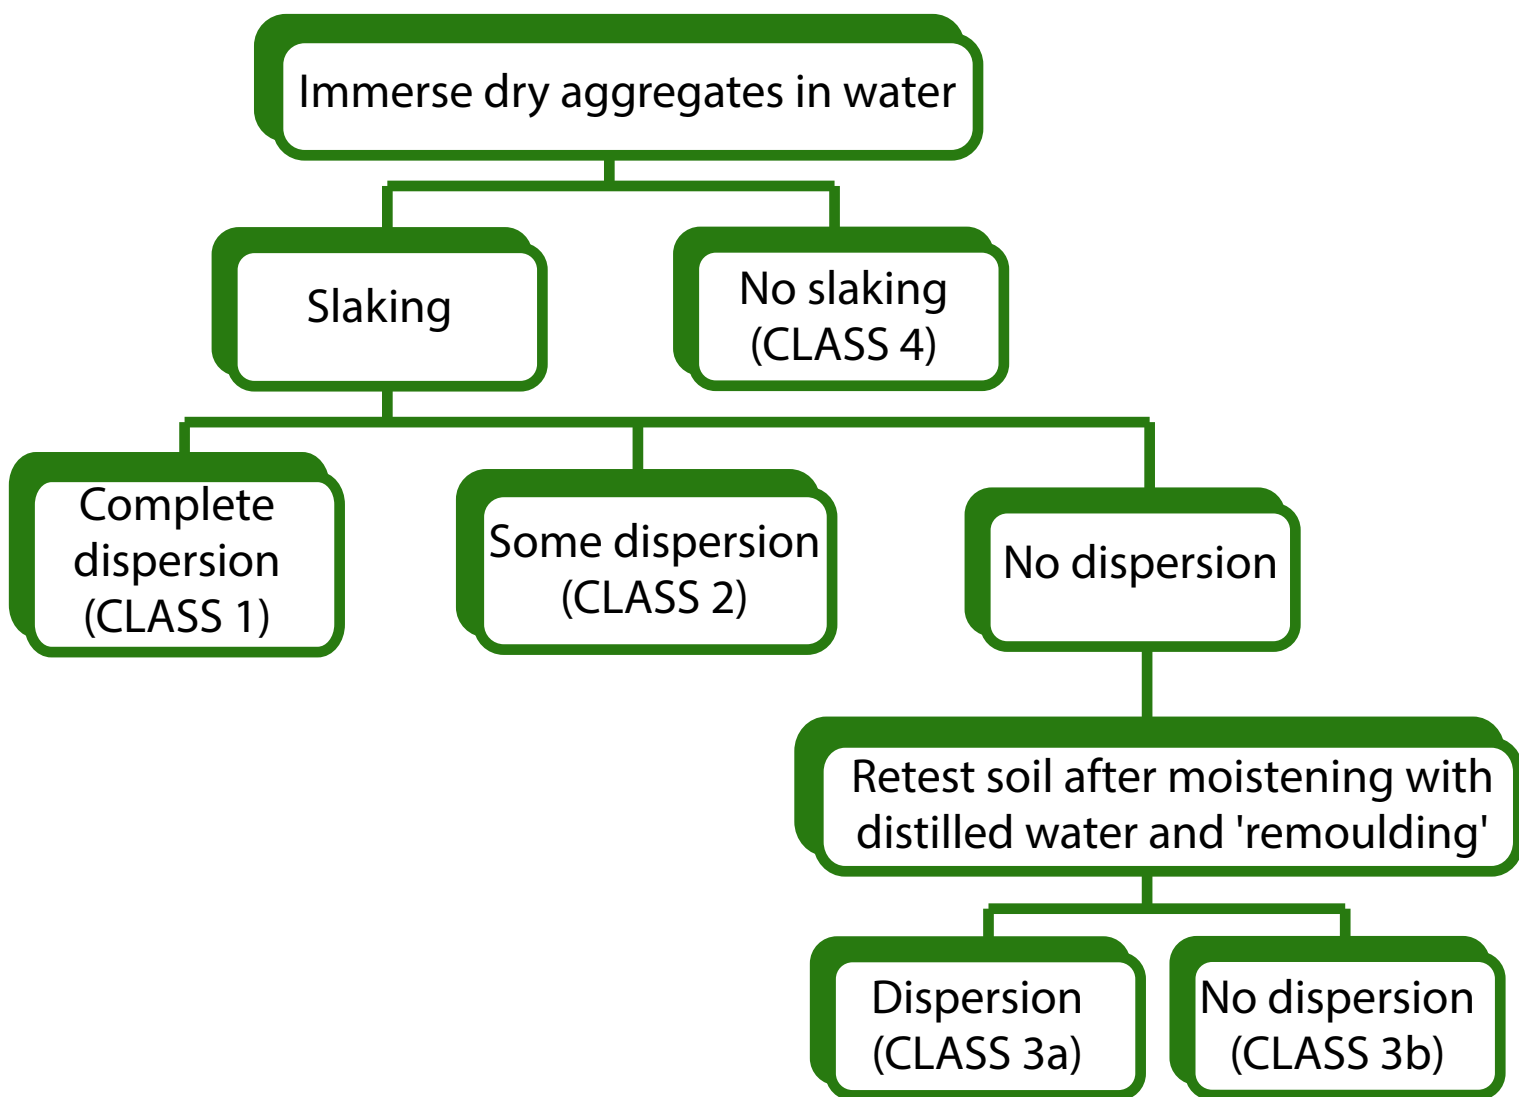 Immerse dry aggregates in water
Slaking
No slaking
(CLASS 4)
Complete
dispersion
(CLASS 1)
Some dispersion
(CLASS 2)
No dispersion
Retest soil after moistening with
distilled water and 'remoulding'
Dispersion
(CLASS 3a)
No dispersion
(CLASS 3b)